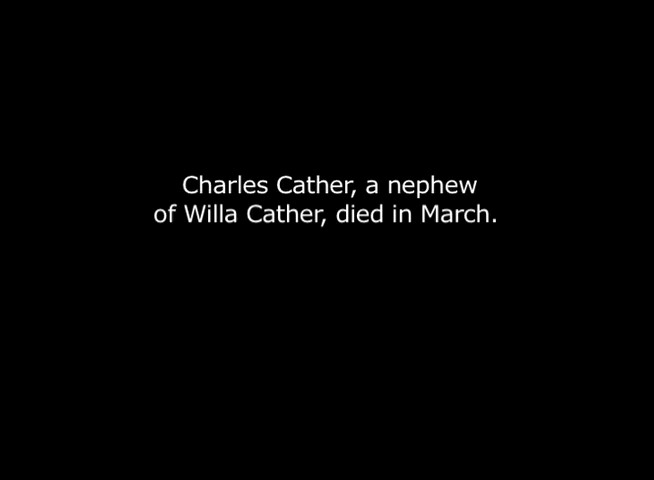 Charles Cather, a nephew
of Willa Cather, died in March.